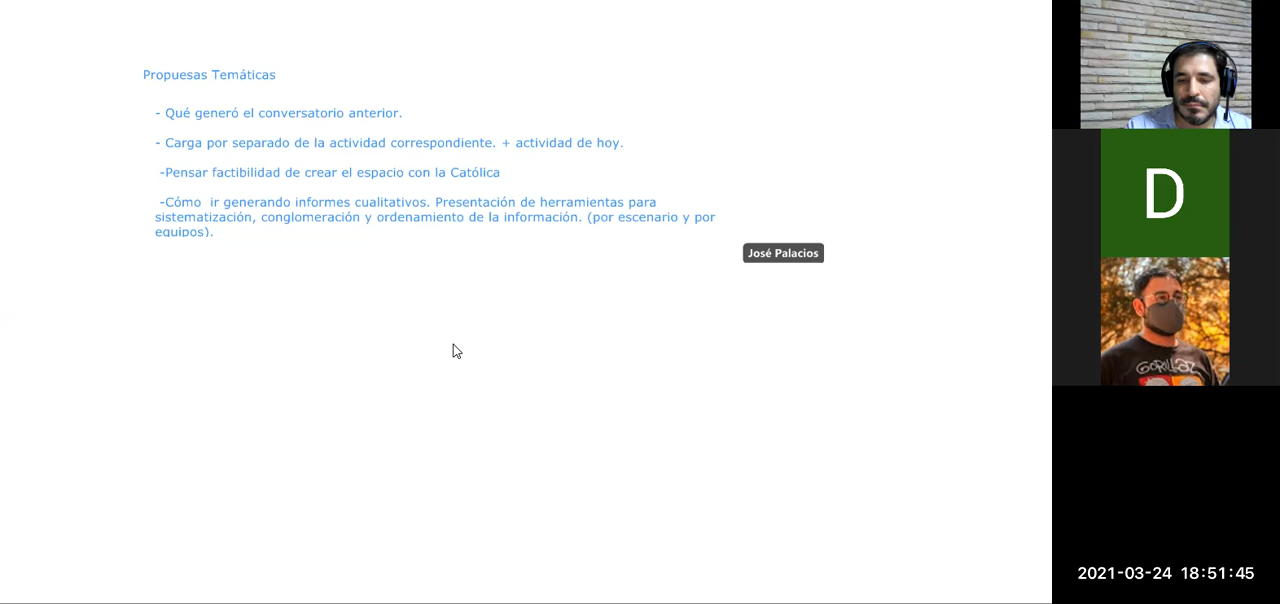 Propuesas Temáticas
- Qué generó el conversatorio anterior.
- Carga por separado de la actividad correspondiente. + actividad de hoy.
-Pensar factibilidad de crear el espacio con la Católica
-Cómo  ir generando informes cualitativos. Presentación de herramientas para
sistematización, conglomeración y ordenamiento de la información. (por escenario y por
equipos).
José Palacios
D
GORILLAZ
2021-03-24 18:51:45